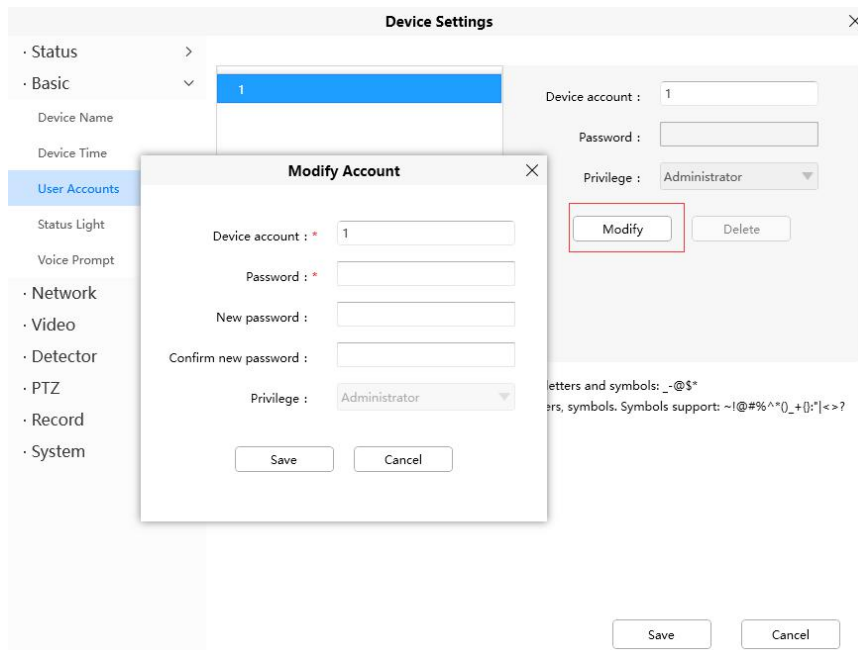 Device Settings
· Status
· Basic
Device Name
Device Time
User Accounts
Status Light
Voice Prompt
· Network
· Video
· Detector
· PTZ
· Record
· System
1
Device account : 1
Password :
Privilege : Administrator
Modify Delete
Modify Account
Device account : * 1
Password : *
New password :
Confirm new password :
Privilege : Administrator
Save Cancel
letters and symbols: _-@$*
symbols. Symbols support: ~!@#%^*()_+{}:"|<>?
Save Cancel